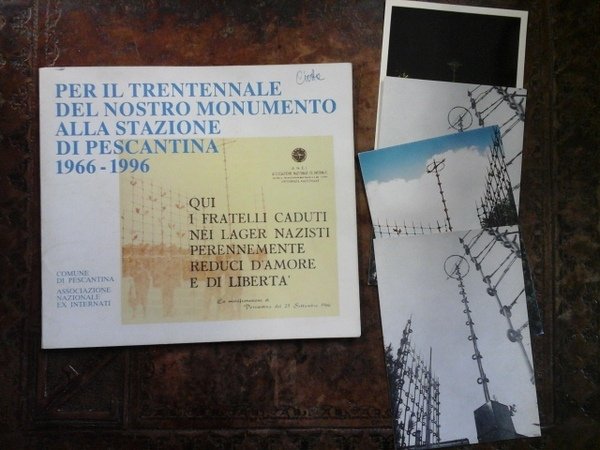 PER IL TRENTENNALE
DEL NOSTRO MONUMENTO
ALLA STAZIONE
DI PESCANTINA
1966-1996
QUI
I FRATELLI CADUTI
NEI LAGER NAZISTI
PERENNEMENTE
REDUCI D'AMORE
E DI LIBERTA'
COMUNE
DI PESCANTINA
ASSOCIAZIONE
NAZIONALE
EX INTERNATI